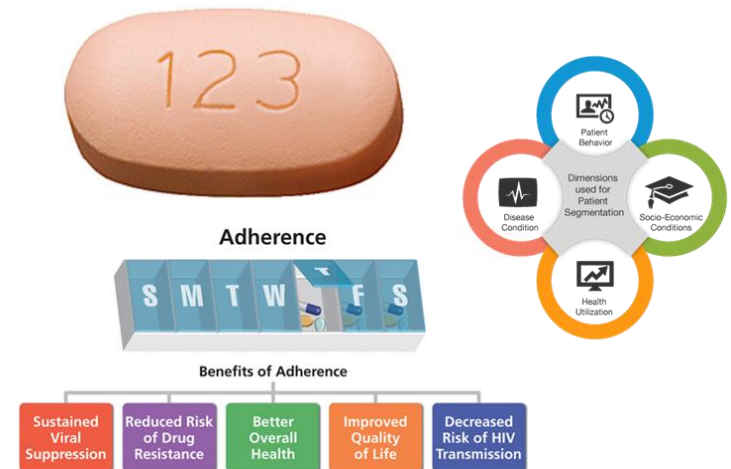 123
Patient
Behavior
Dimensions
used for
Patient
Segmentation
Disease
Condition
Socio-Economic
Conditions
Health
Utilization
Adherence
S M T W T F S
Benefits of Adherence
Sustained
Viral
Suppression
Reduced Risk
of Drug
Resistance
Better
Overall
Health
Improved
Quality
of Life
Decreased
Risk of HIV
Transmission